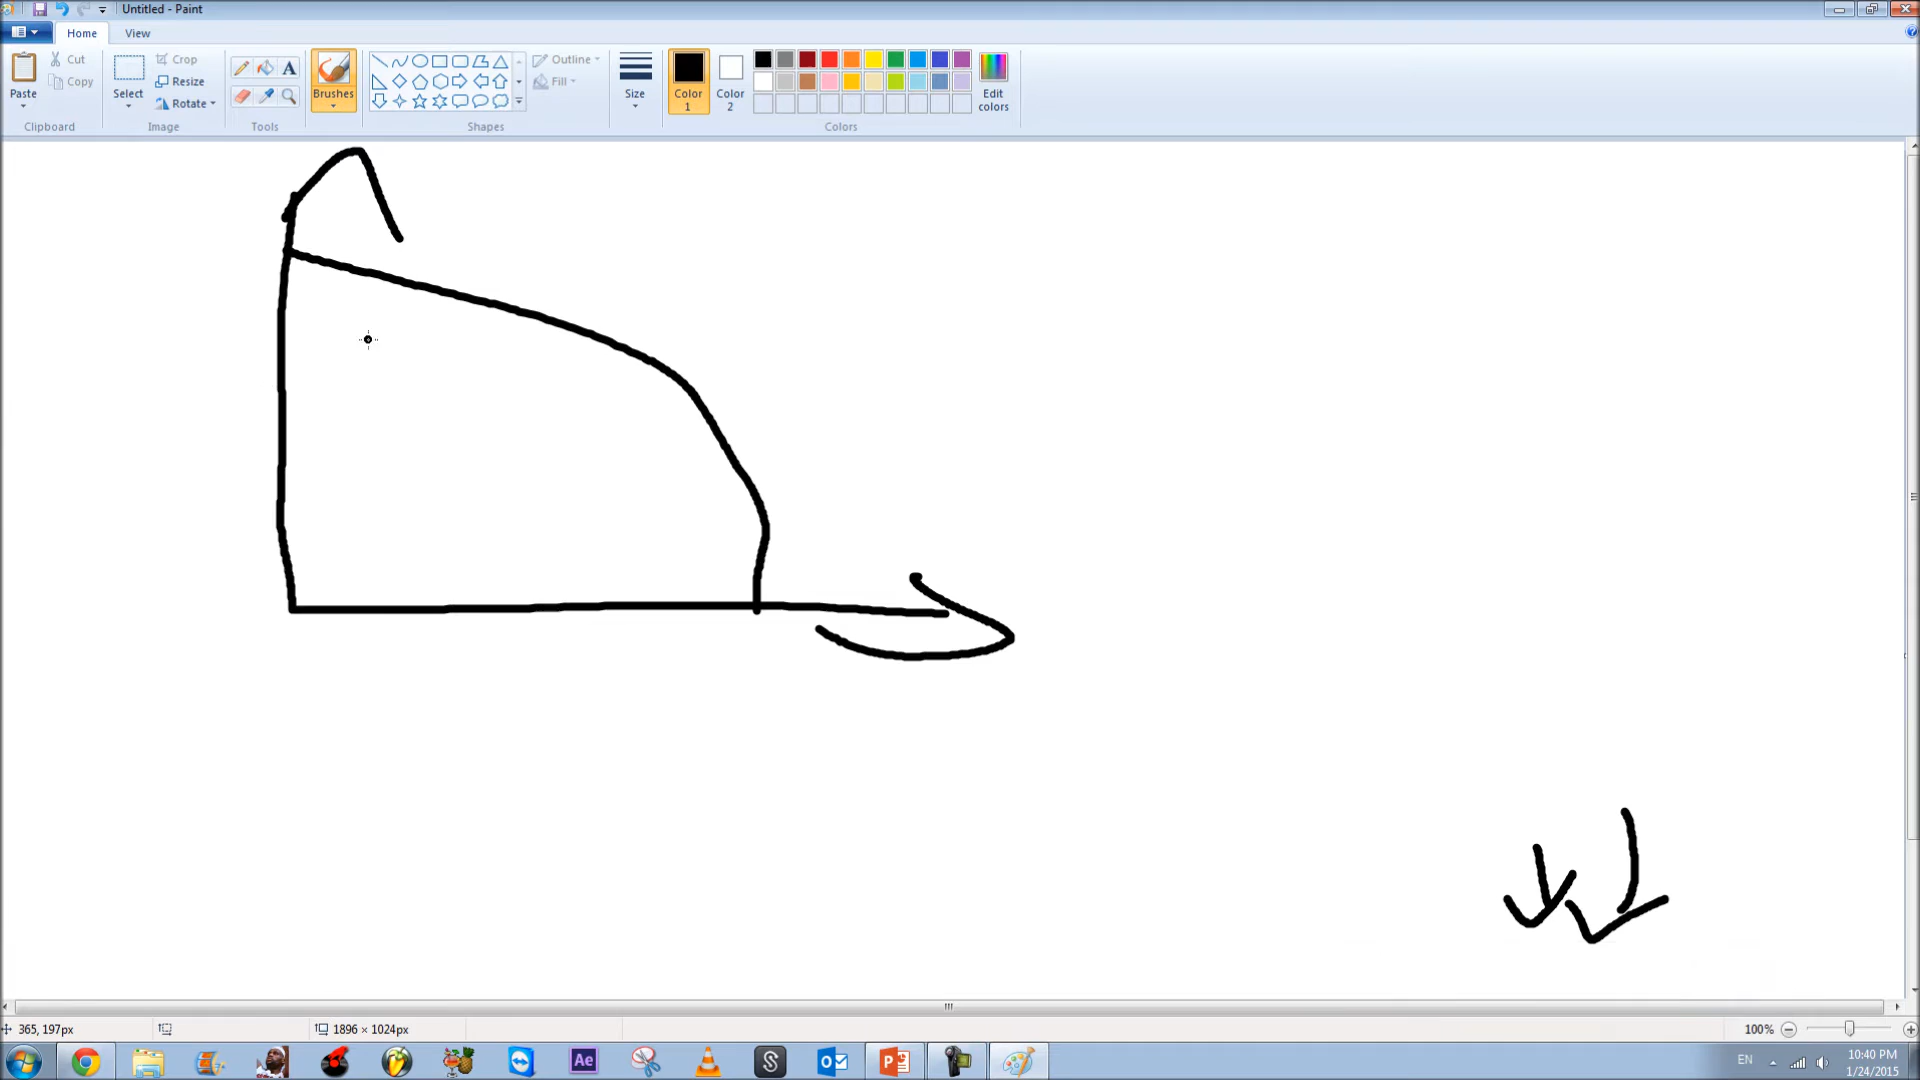 Untitled - Paint
Home View
Paste
Cut
Copy
Clipboard
Select
Crop
Resize
Rotate
Image
A
Tools
Brushes
Shapes
Outline
Fill
Size
Color
1
Color
2
Colors
Edit
colors
365, 197px
1896 × 1024px
100%
Ae
S
O
P
EN
10:40 PM
1/24/2015